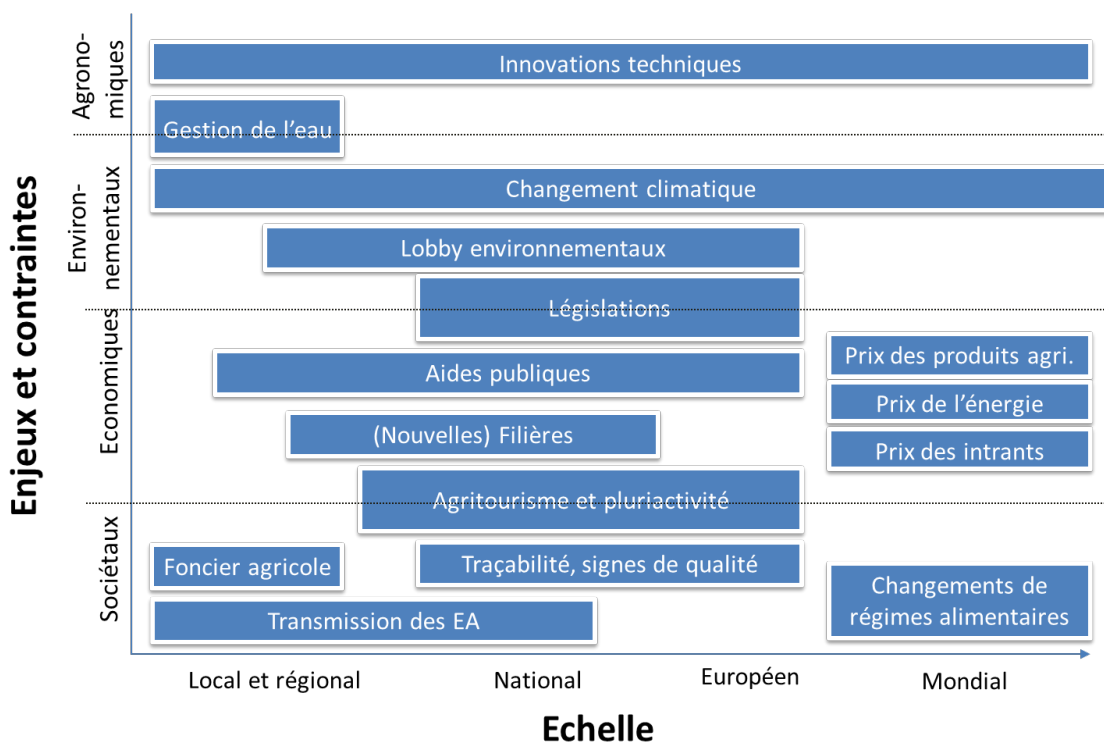 Enjeux et contraintes
Agrono-
miques
Innovations techniques
Gestion de l'eau
Environ-
nementaux
Changement climatique
Lobby environnementaux
Législations
Economiques
Prix des produits agri.
Aides publiques
Prix de l'énergie
(Nouvelles) Filières
Prix des intrants
Agritourisme et pluriactivité
Sociétaux
Foncier agricole
Traçabilité, signes de qualité
Changements de
régimes alimentaires
Transmission des EA
Local et régional
National
Européen
Mondial
Echelle